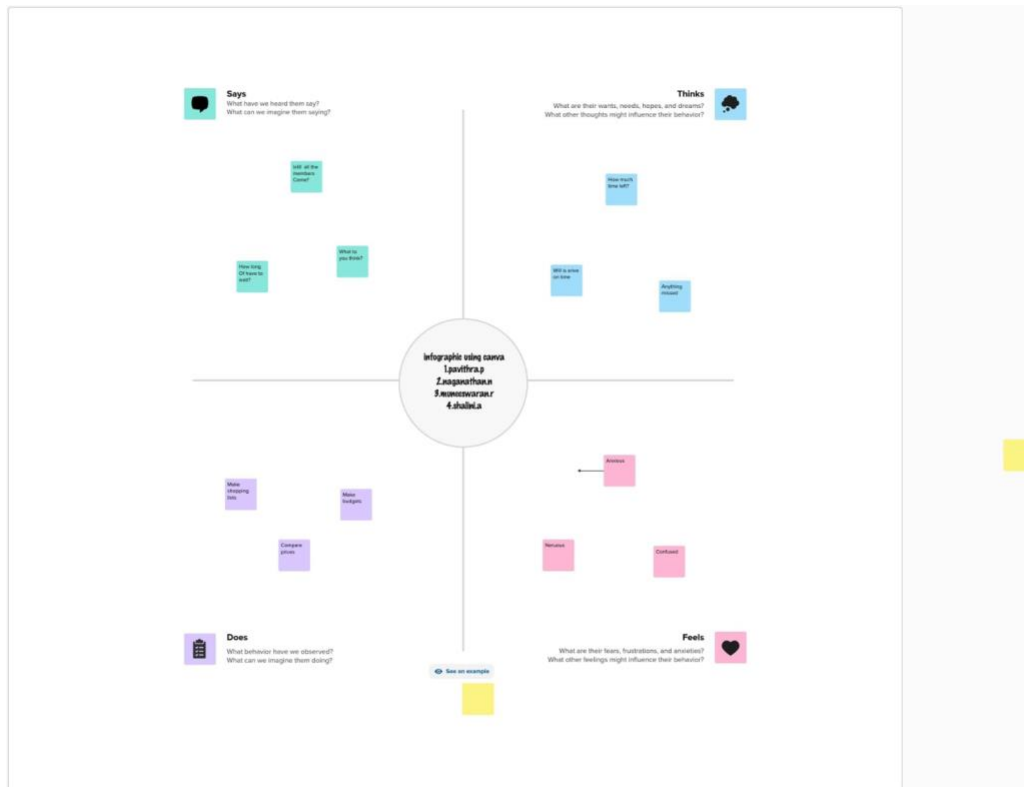 Says
What have we heard them say?
What can we imagine them saying?
Thinks
What are their wants, needs, hopes, and dreams?
What other thoughts might influence their behavior?
all the
members
Come?
What to
you think?
How long
Of have to
wait?
How much
time left?
Will is arive
on time
Anything
missed
infographic using canva
1.pavithra.p
2.naganathan.n
3.muneeswaran.r
4.shalini.a
Make
shopping
lists
Make
budgets
Compare
prices
Anxious
Nervous
Confused
Does
What behavior have we observed?
What can we imagine them doing?
Feels
What are their fears, frustrations, and anxieties?
What other feelings might influence their behavior?
See an example